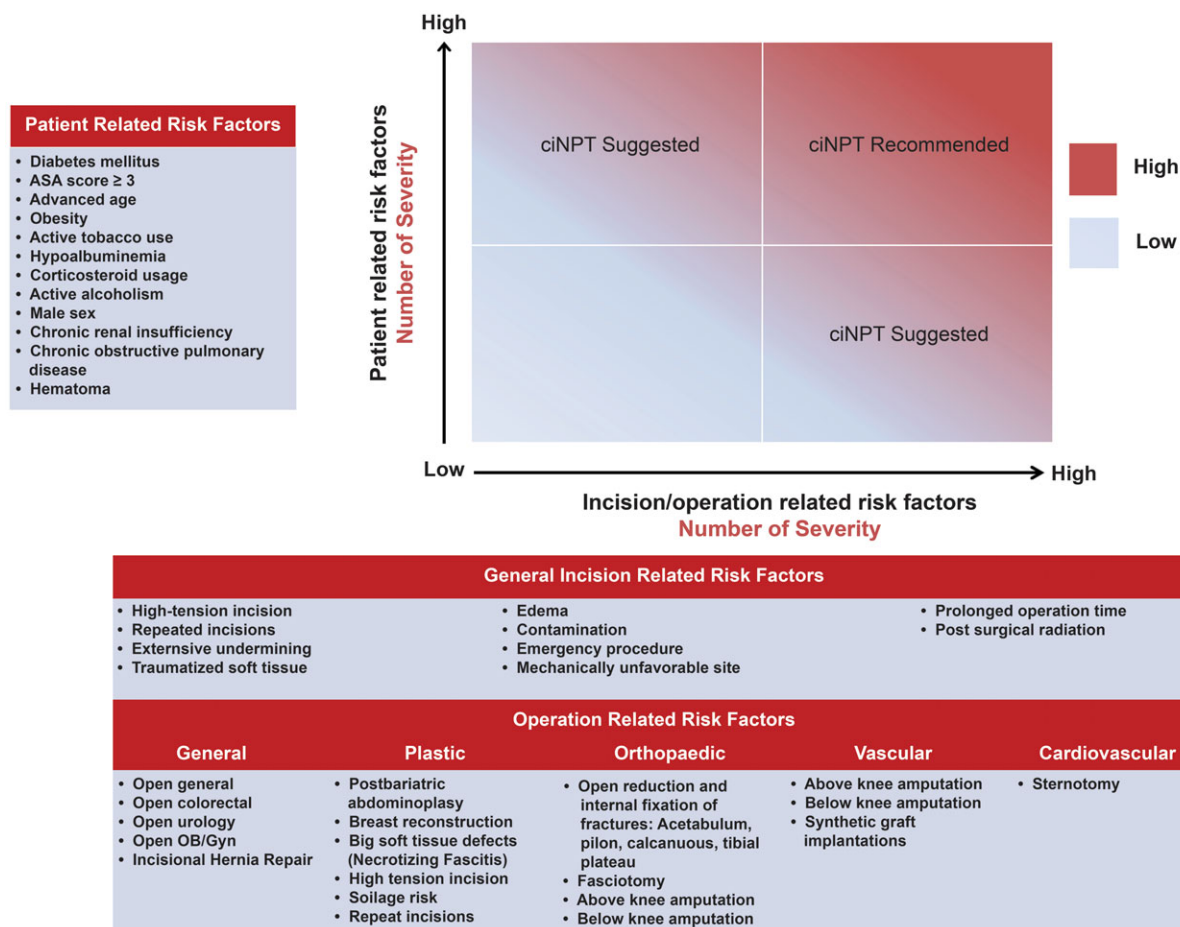 High
Patient related risk factors
Number of Severity
ciNPT Suggested
ciNPT Recommended
ciNPT Suggested
High
Low
Low
High
Incision/operation related risk factors
Number of Severity
Patient Related Risk Factors
• Diabetes mellitus
• ASA score ≥ 3
• Advanced age
• Obesity
• Active tobacco use
• Hypoalbuminemia
• Corticosteroid usage
• Active alcoholism
• Male sex
• Chronic renal insufficiency
• Chronic obstructive pulmonary
disease
• Hematoma
General Incision Related Risk Factors
• High-tension incision
• Repeated incisions
• Externsive undermining
• Traumatized soft tissue
• Edema
• Contamination
• Emergency procedure
• Mechanically unfavorable site
• Prolonged operation time
• Post surgical radiation
Operation Related Risk Factors
General
• Open general
• Open colorectal
• Open urology
• Open OB/Gyn
• Incisional Hernia Repair
Plastic
• Postbariatric
abdominoplasy
• Breast reconstruction
• Big soft tissue defects
(Necrotizing Fascitis)
• High tension incision
• Soilage risk
• Repeat incisions
Orthopaedic
• Open reduction and
internal fixation of
fractures: Acetabulum,
pilon, calcanuous, tibial
plateau
• Fasciotomy
• Above knee amputation
• Below knee amputation
Vascular
• Above knee amputation
• Below knee amputation
• Synthetic graft
implantations
Cardiovascular
• Sternotomy